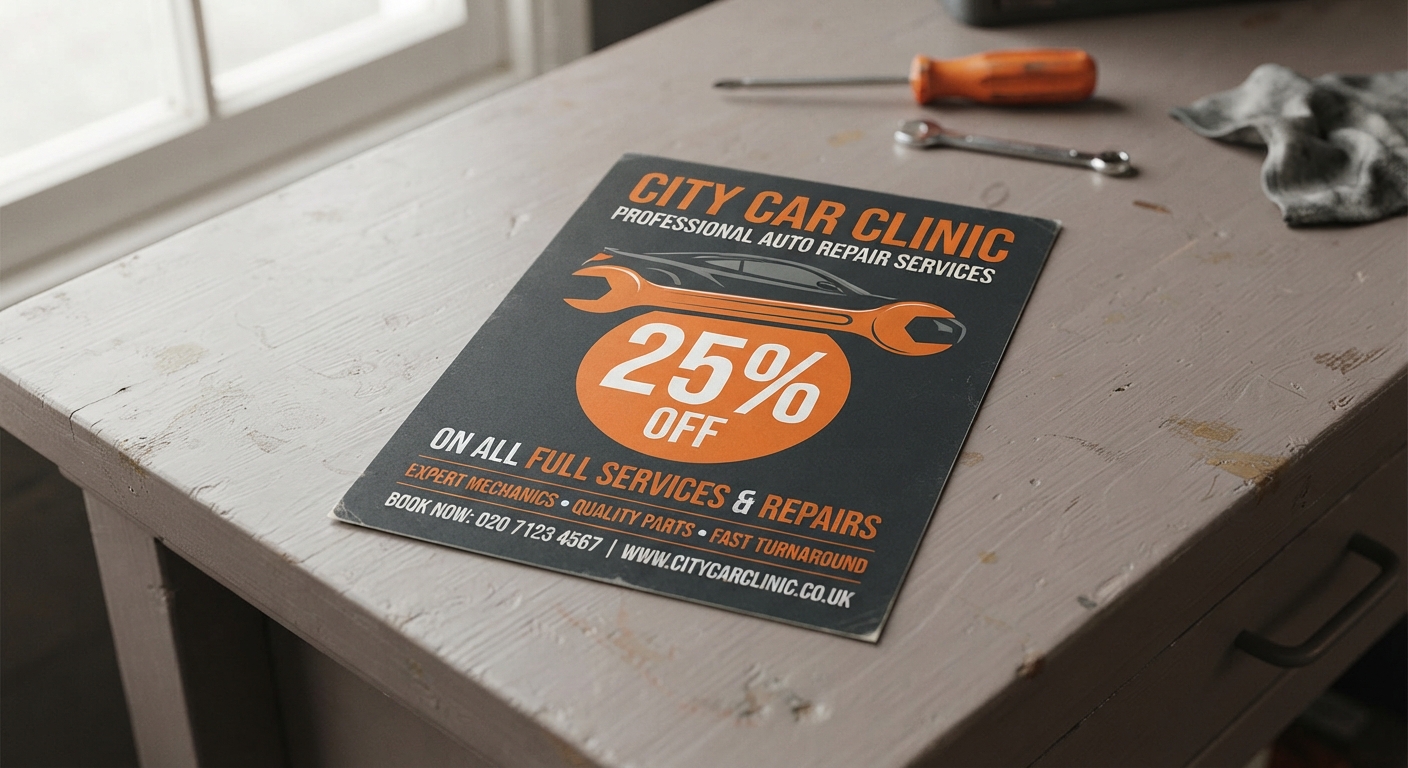 CITY CAR CLINIC
PROFESSIONAL AUTO REPAIR SERVICES
25%
OFF
ON ALL FULL SERVICES & REPAIRS
EXPERT MECHANICS • QUALITY PARTS • FAST TURNAROUND
BOOK NOW: 020 7123 4567 | WWW.CITYCARCLINIC.CO.UK